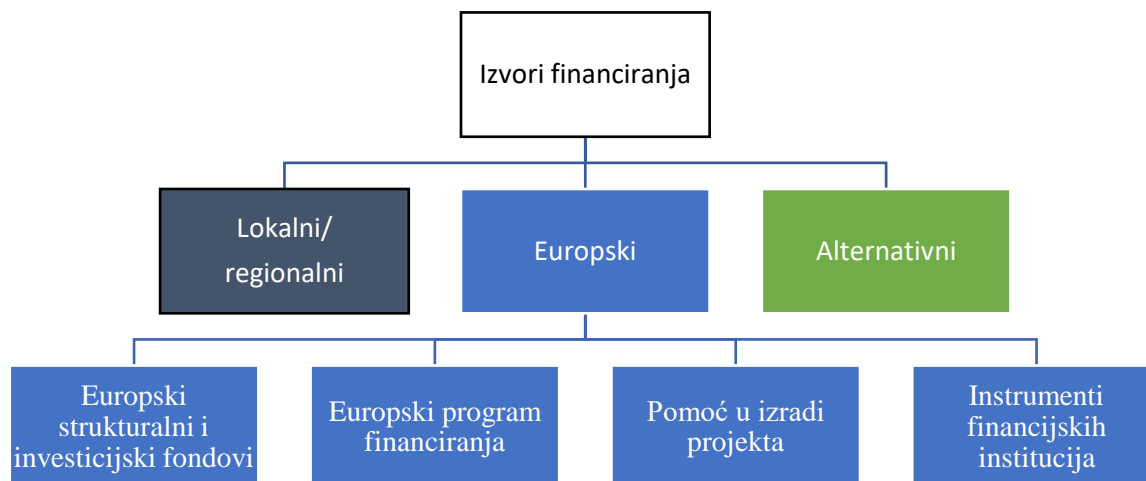 Izvori financiranja
Lokalni/
regionalni
Europski
Alternativni
Europski
strukturalni i
investicijski fondovi
Europski program
financiranja
Pomoć u izradi
projekta
Instrumenti
financijskih
institucija